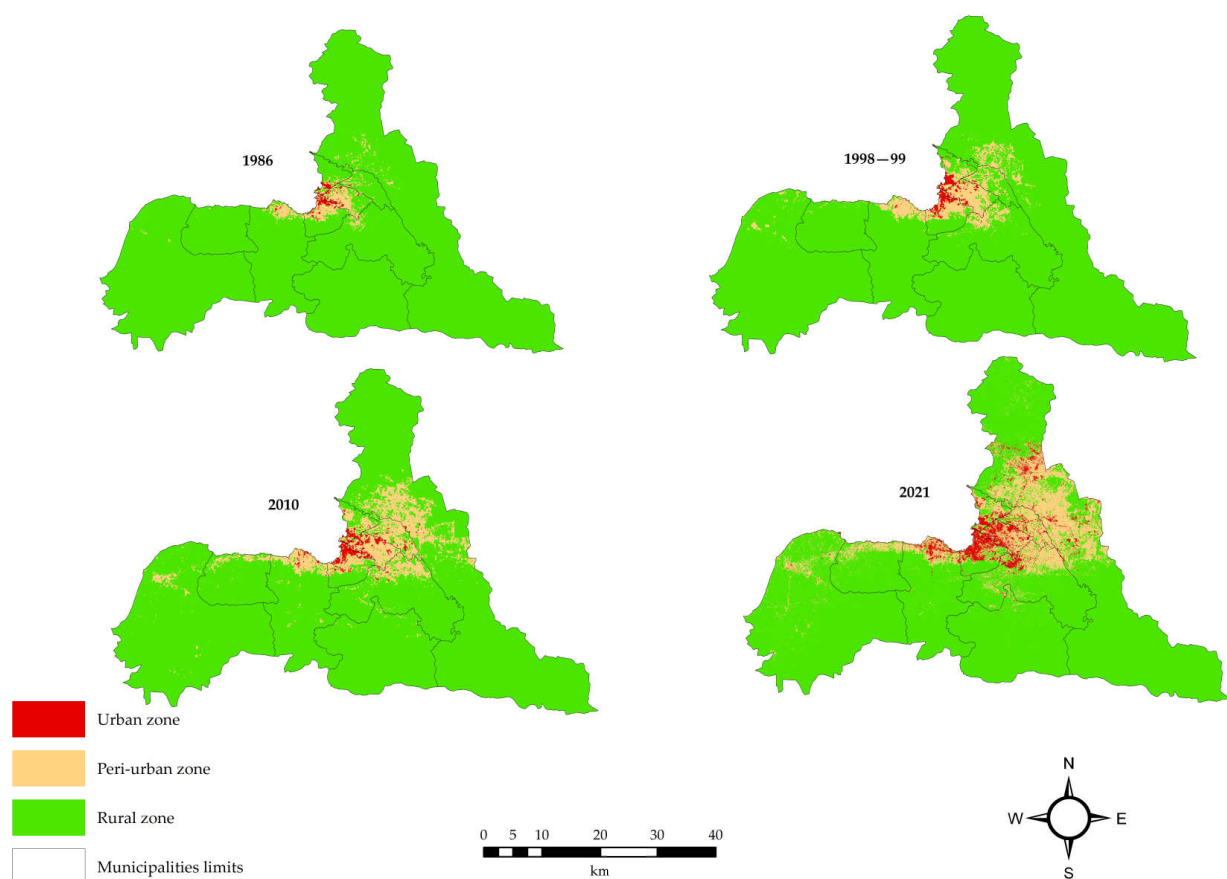 1986
1998—99
2010
2021
Urban zone
Peri-urban zone
Rural zone
Municipalities limits
0 5 10 20 30 40
km
N
W E
S